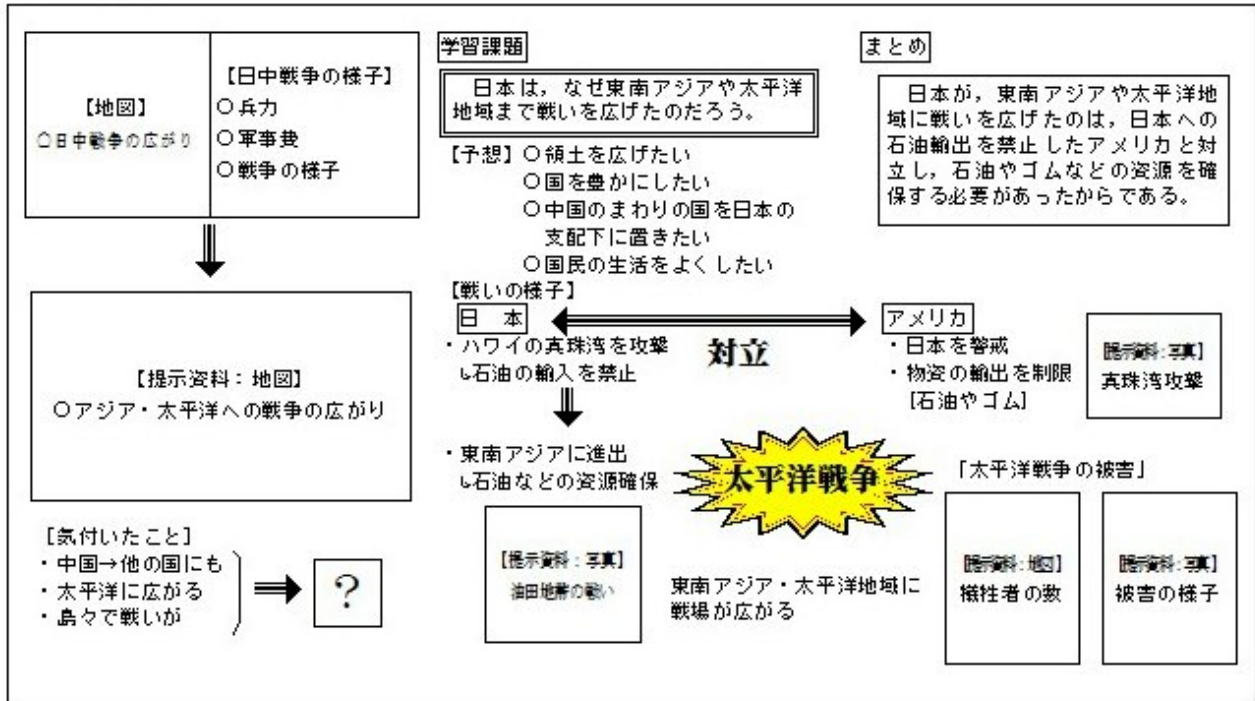 【地図】
○日中戦争の広がり
【日中戦争の様子】
○兵力
○軍事費
○戦争の様子
【提示資料：地図】
○アジア・太平洋への戦争の広がり
[気付いたこと]
・中国→他の国にも
・太平洋に広がる
・島々で戦いが
？
学習課題
日本は，なぜ東南アジアや太平洋
地域まで戦いを広げたのだろう。
【予想】○領土を広げたい
○国を豊かにしたい
○中国のまわりの国を日本の
支配下に置きたい
○国民の生活をよくしたい
【戦いの様子】
日　本
・ハワイの真珠湾を攻撃
↳石油の輸入を禁止
・東南アジアに進出
↳石油などの資源確保
【提示資料：写真】
油田地帯の戦い
対立
太平洋戦争
東南アジア・太平洋地域に
戦場が広がる
まとめ
日本が，東南アジアや太平洋地
域に戦いを広げたのは，日本への
石油輸出を禁止したアメリカと対
立し，石油やゴムなどの資源を確
保する必要があったからである。
アメリカ
・日本を警戒
・物資の輸出を制限
[石油やゴム]
【提示資料：写真】
真珠湾攻撃
「太平洋戦争の被害」
【提示資料：地図】
犠牲者の数
【提示資料：写真】
被害の様子